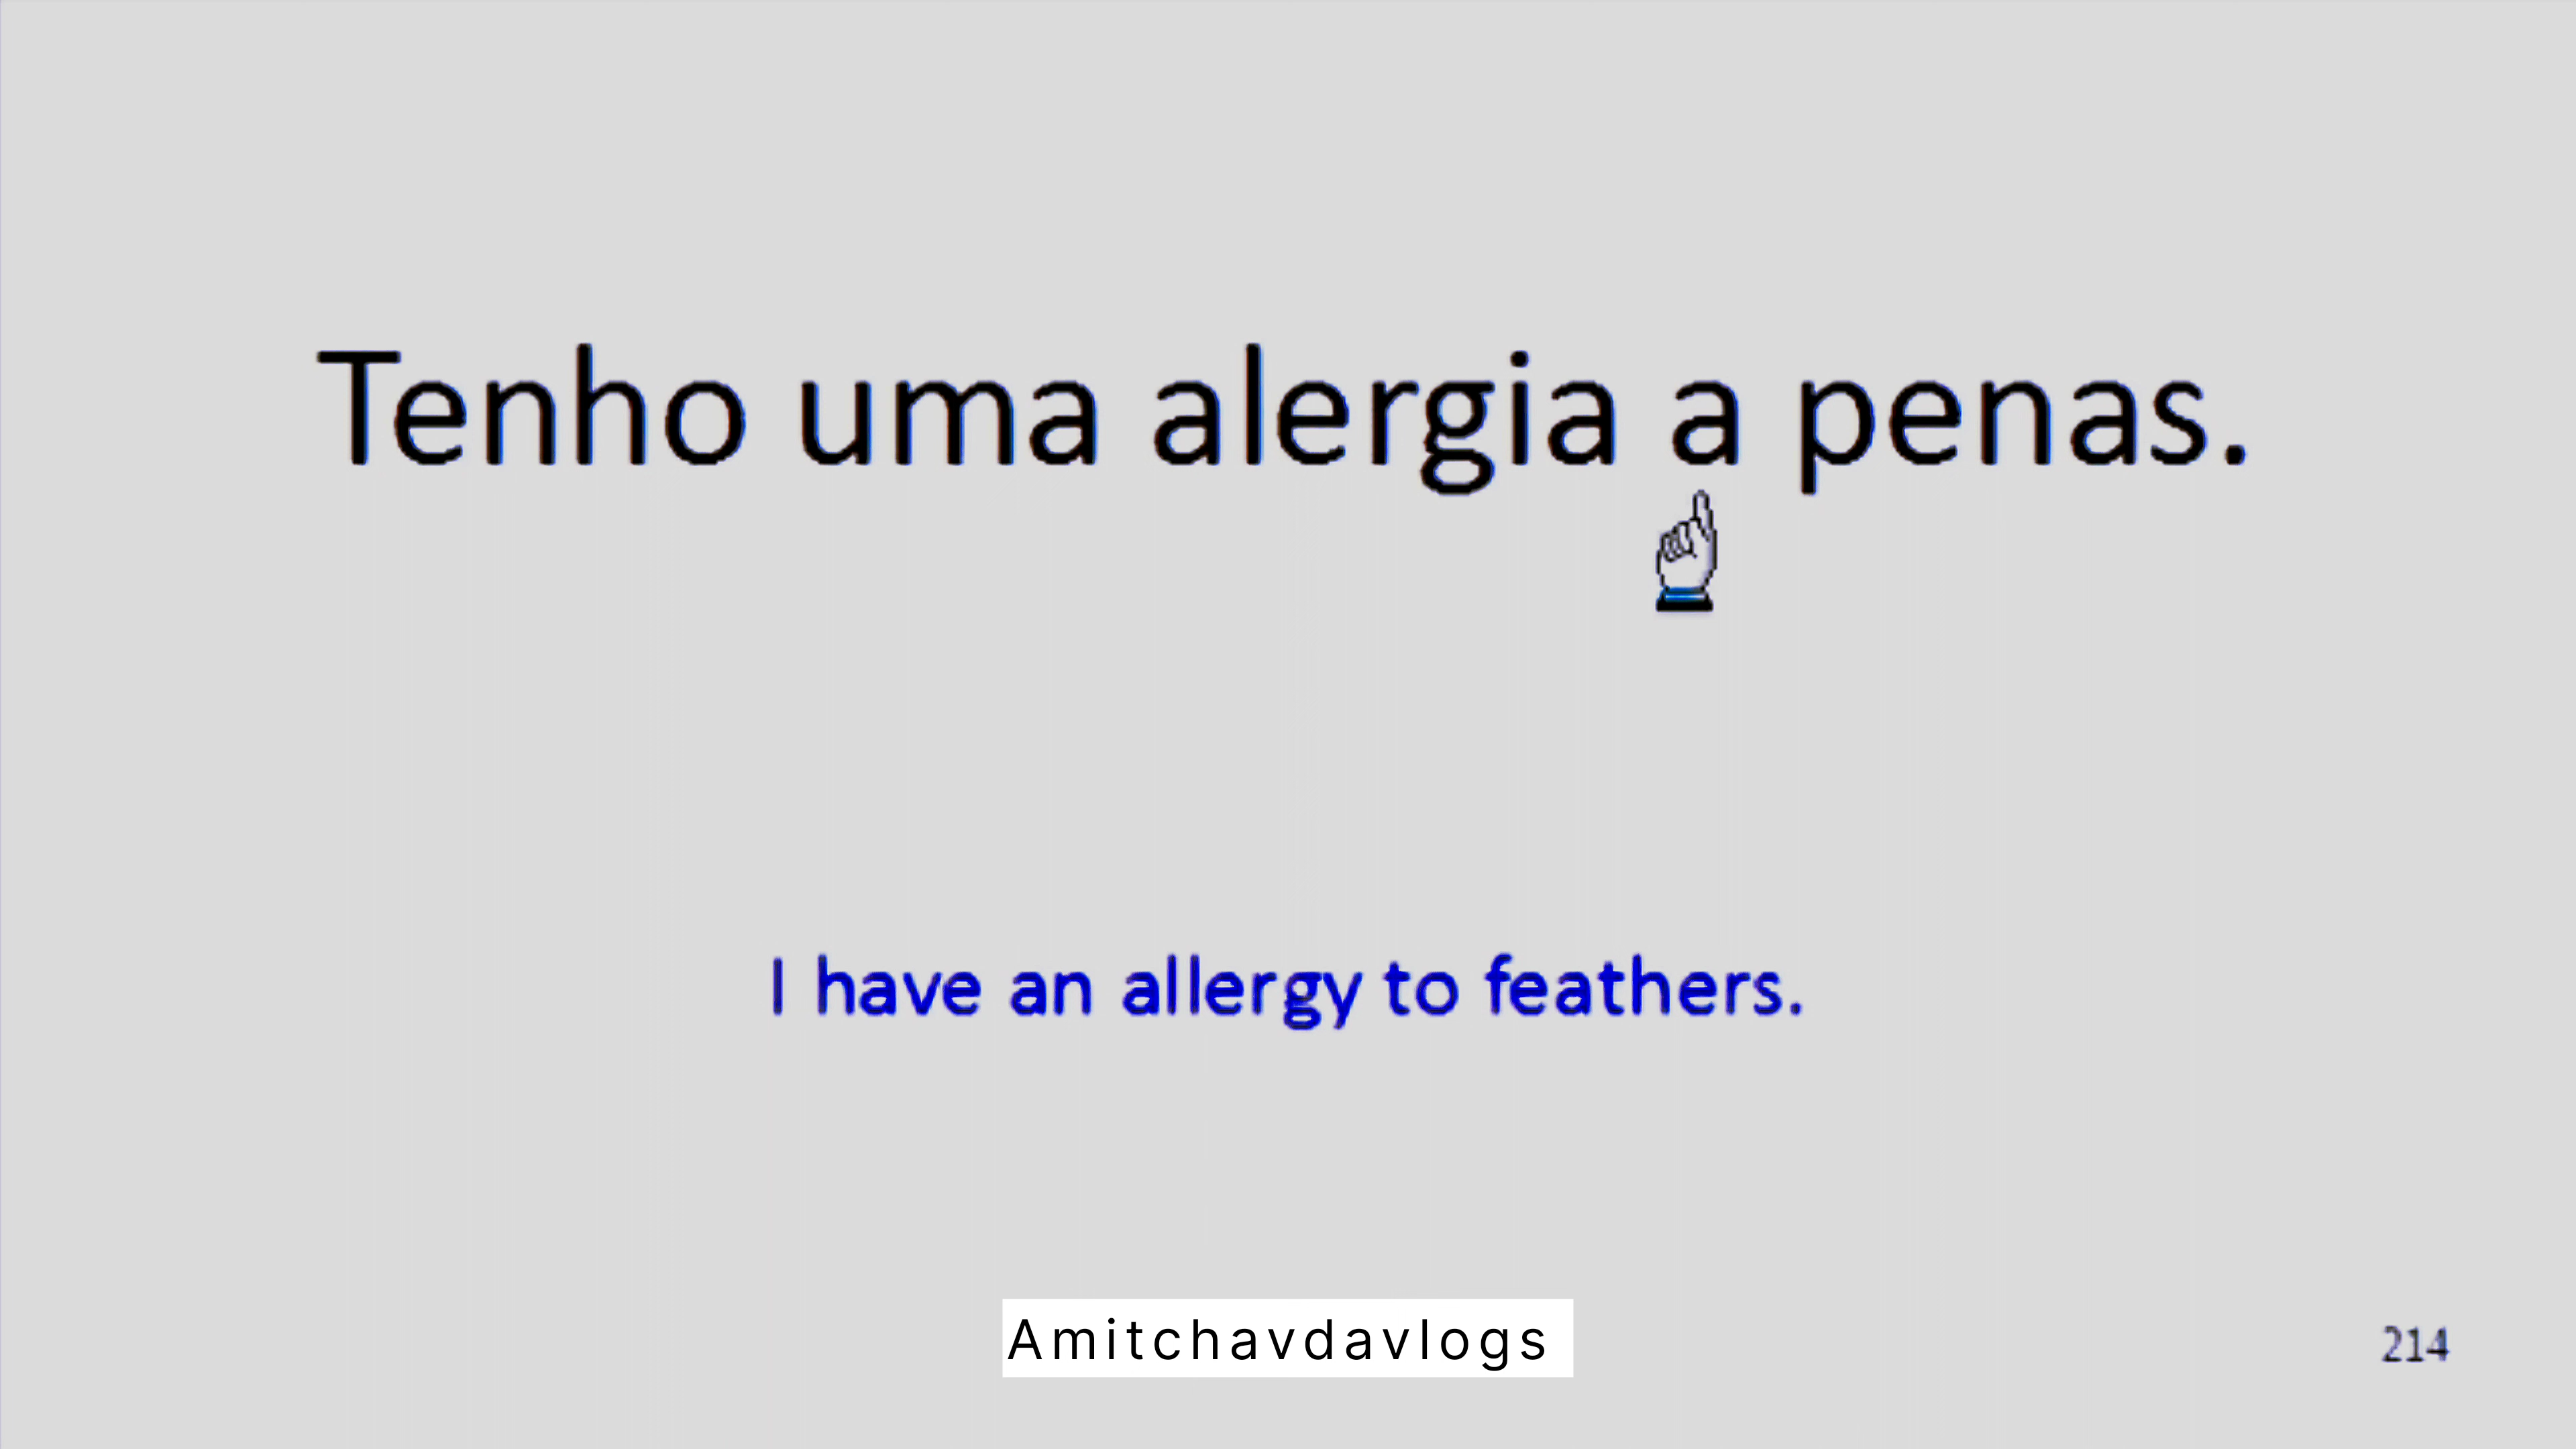 Tenho uma alergia a penas.
I have an allergy to feathers.
Amitchavdavlogs
214